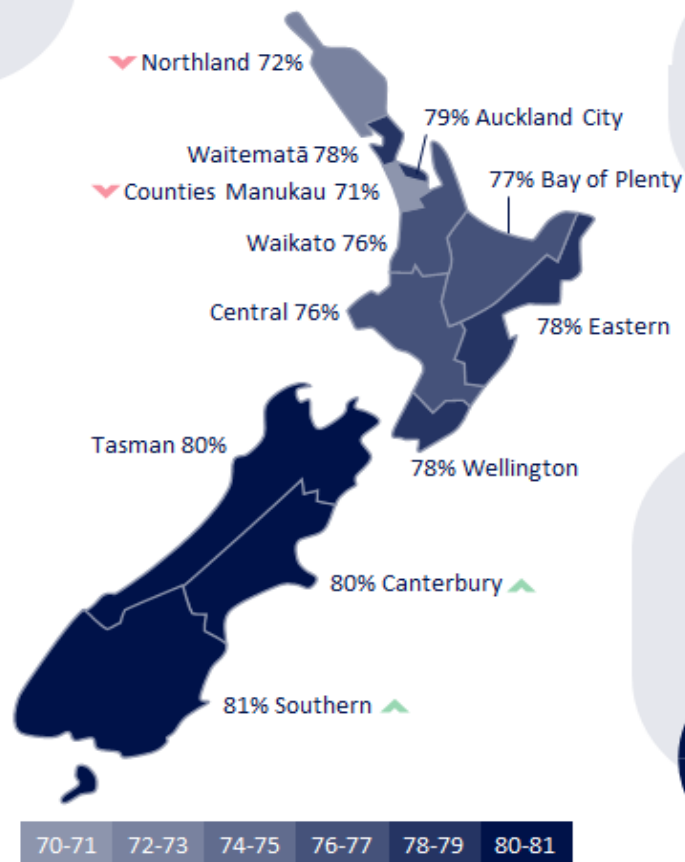 Northland 72%
79% Auckland City
Waitematā 78%
77% Bay of Plenty
Counties Manukau 71%
Waikato 76%
Central 76%
78% Eastern
Tasman 80%
78% Wellington
80% Canterbury
81% Southern
70-71 72-73 74-75 76-77 78-79 80-81